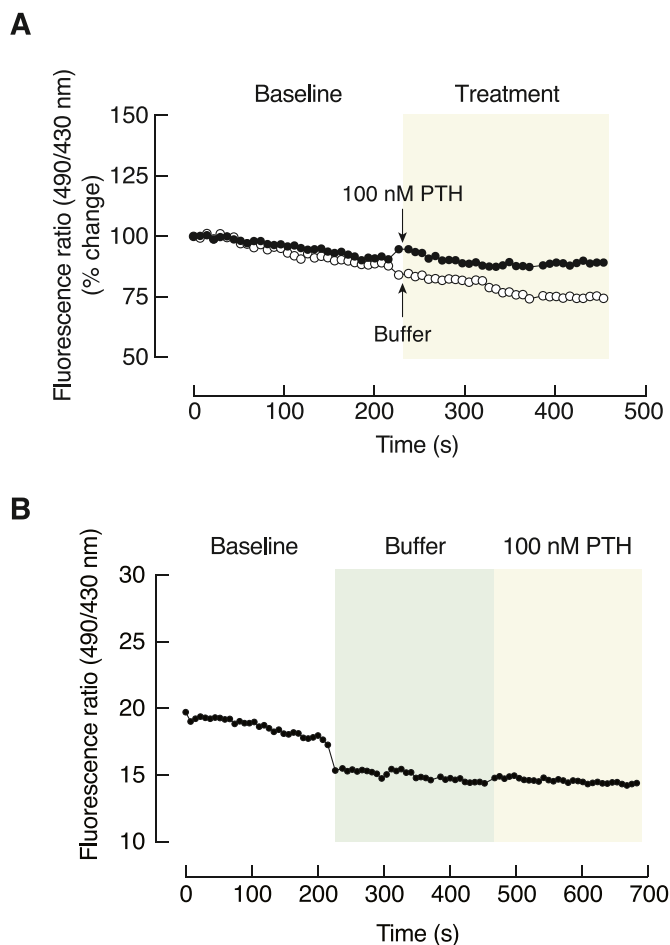 A
Baseline Treatment
Fluorescence ratio (490/430 nm)
(% change)
150
125
100
75
50
100 nM PTH
Buffer
0 100 200 300 400 500
Time (s)
B
Baseline Buffer 100 nM PTH
Fluorescence ratio (490/430 nm)
30
25
20
15
10
0 100 200 300 400 500 600 700
Time (s)